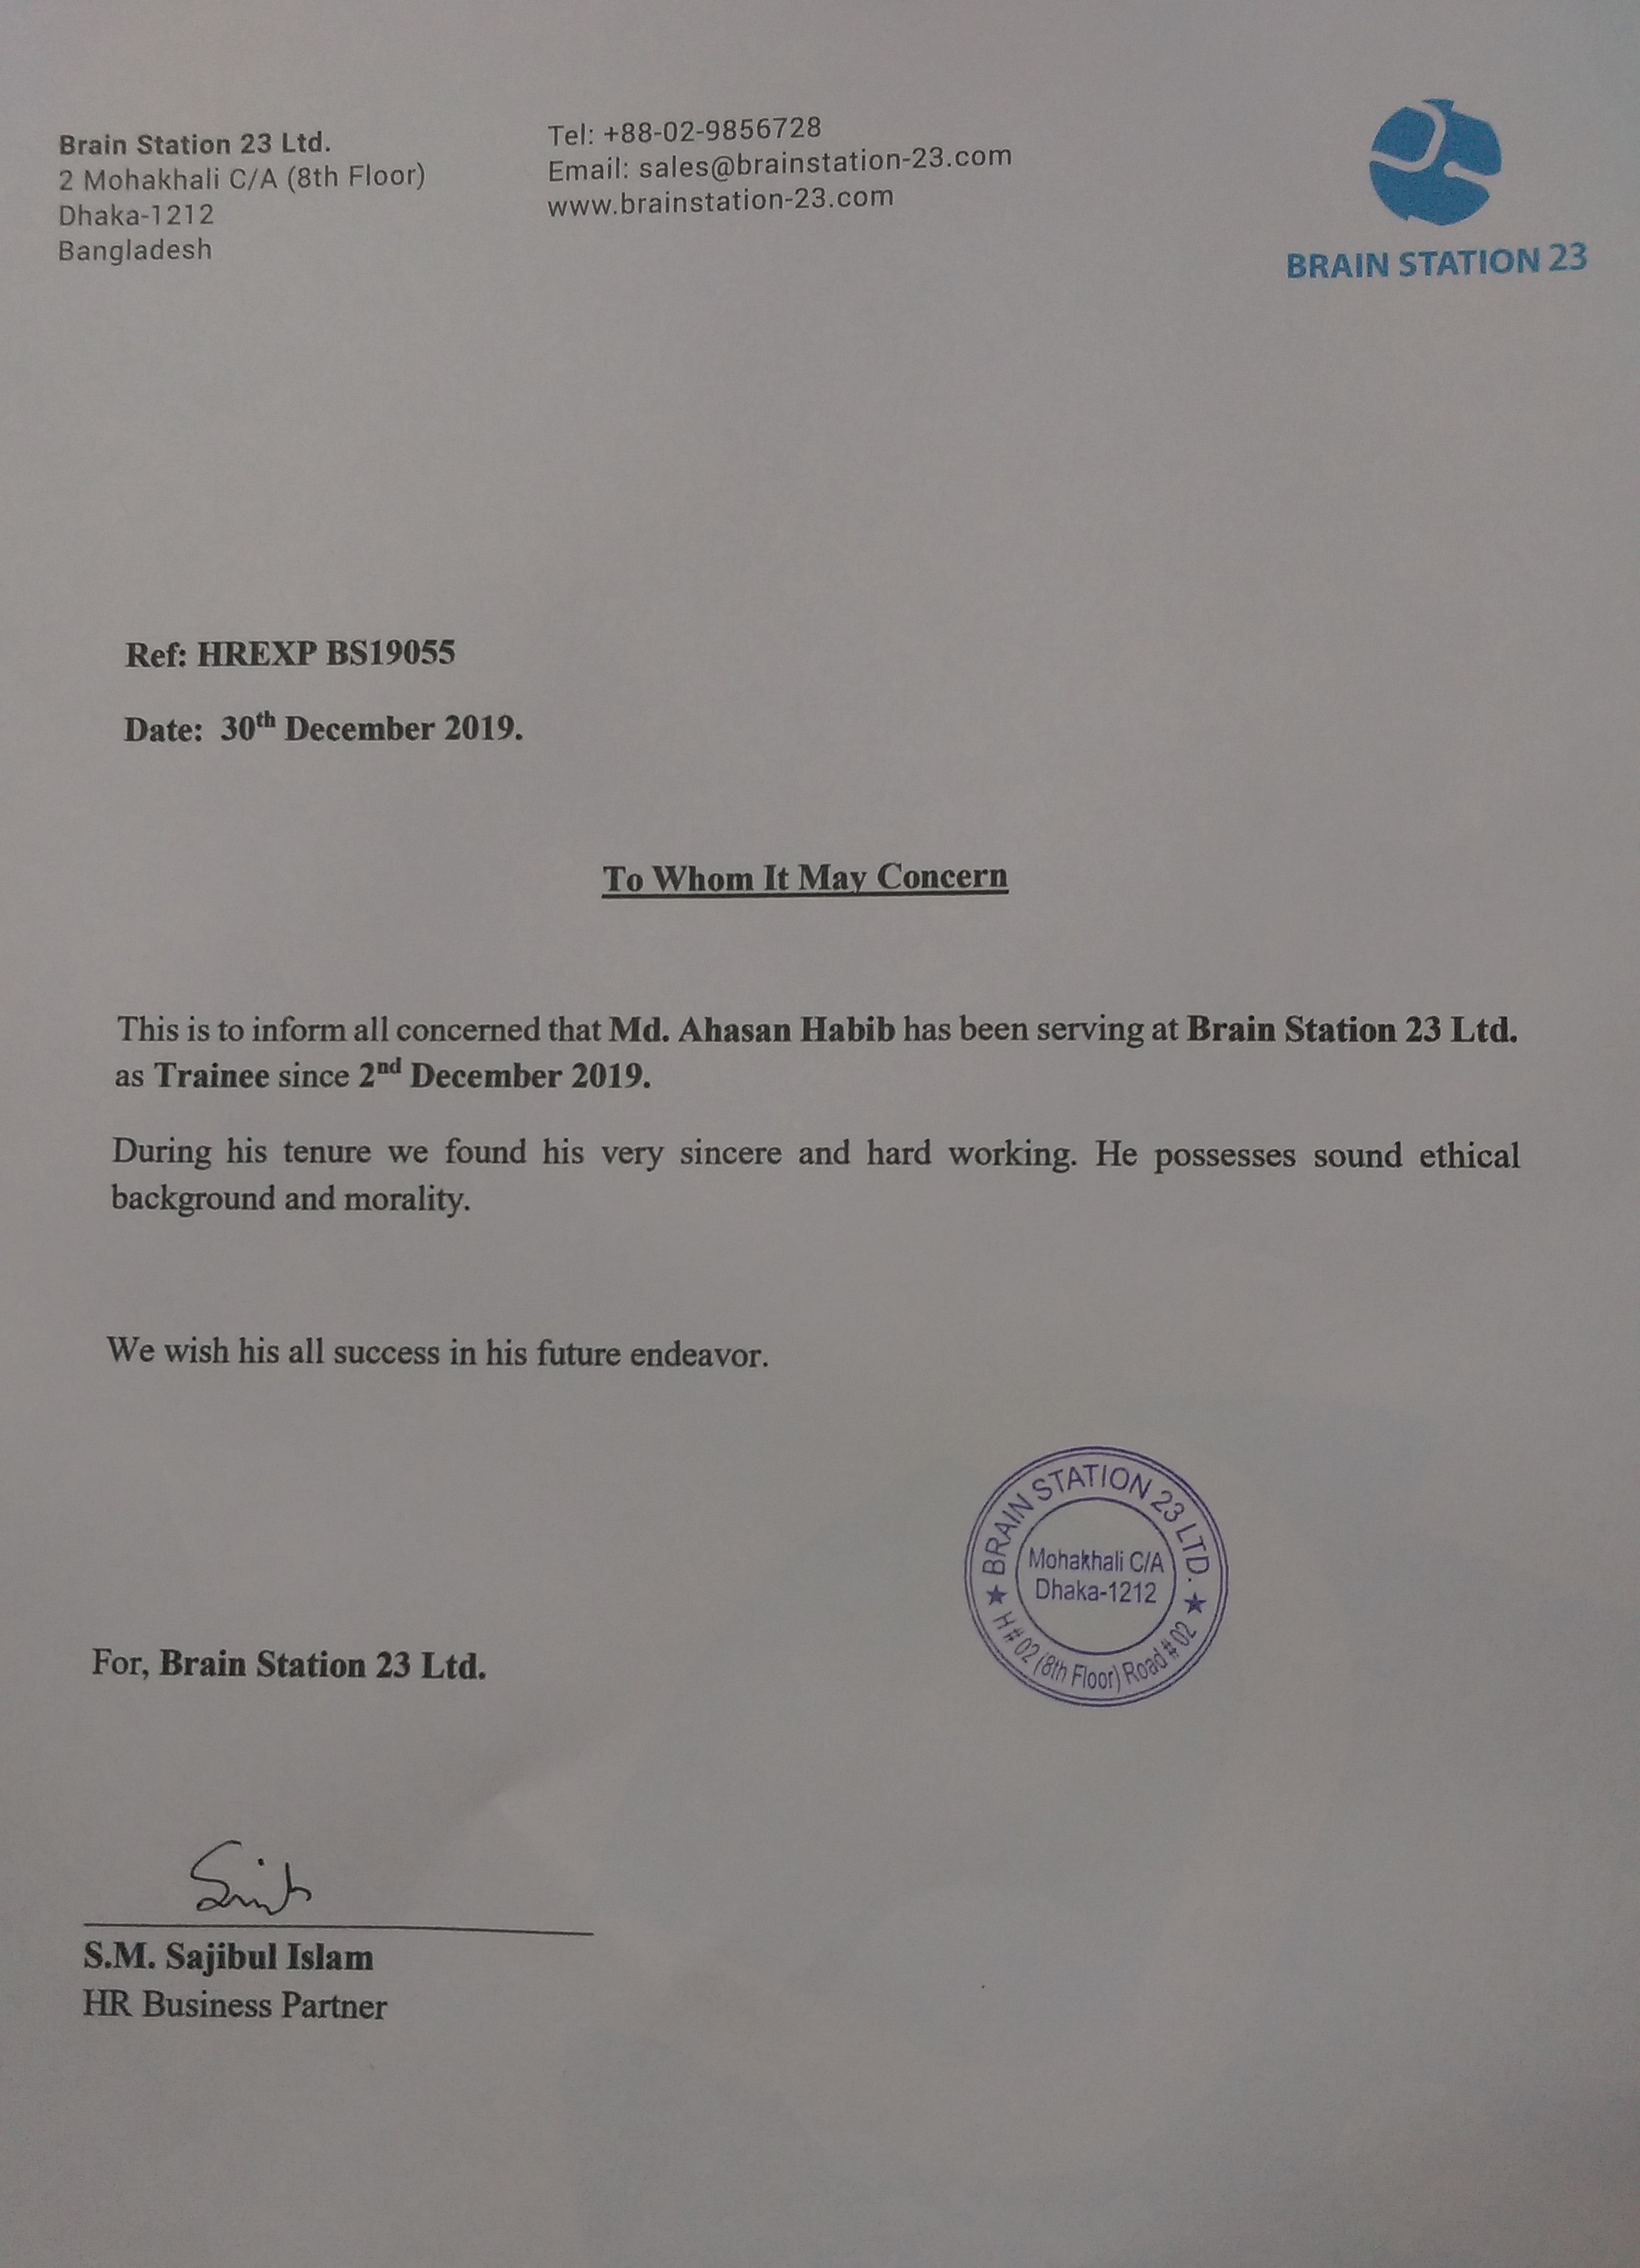 Brain Station 23 Ltd.
2 Mohakhali C/A (8th Floor)
Dhaka-1212
Bangladesh
Tel: +88-02-9856728
Email: sales@brainstation-23.com
www.brainstation-23.com
BRAIN STATION 23
Ref: HREXP BS19055
Date: 30th December 2019.
To Whom It May Concern
This is to inform all concerned that Md. Ahasan Habib has been serving at Brain Station 23 Ltd.
as Trainee since 2nd December 2019.
During his tenure we found his very sincere and hard working. He possesses sound ethical
background and morality.
We wish his all success in his future endeavor.
BRAIN STATION 23 LTD.
Mohakhali C/A
Dhaka-1212
★ H # 02 (8th Floor) Road # 02 ★
For, Brain Station 23 Ltd.
S.M. Sajibul Islam
HR Business Partner